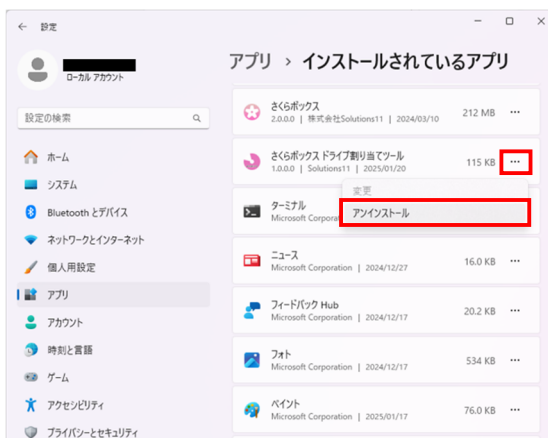 設定
ローカル アカウント
設定の検索
ホーム
システム
Bluetooth とデバイス
ネットワークとインターネット
個人用設定
アプリ
アカウント
時刻と言語
ゲーム
アクセシビリティ
プライバシーとセキュリティ
アプリ › インストールされているアプリ
さくらボックス
2.0.0.0 | 株式会社Solutions11 | 2024/03/10
212 MB
さくらボックス ドライブ割り当てツール
1.0.0.0 | Solutions11 | 2025/01/20
115 KB
変更
アンインストール
ターミナル
Microsoft Corpora
ニュース
Microsoft Corporation | 2024/12/27
16.0 KB
フィードバック Hub
Microsoft Corporation | 2024/12/17
20.2 KB
フォト
Microsoft Corporation | 2024/12/17
534 KB
ペイント
Microsoft Corporation | 2025/01/17
76.0 KB